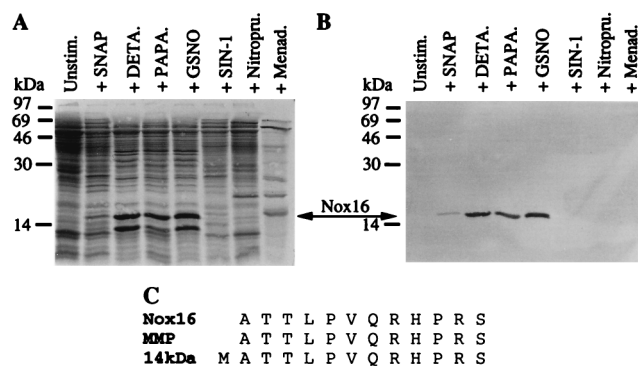 A
Unstim.
+ SNAP
+ DETA.
+ PAPA.
+ GSNO
+ SIN-1
+ Nitropru.
+ Menad.
kDa
97
69
46
30
14
Nox16
B
Unstim.
+ SNAP
+ DETA.
+ PAPA.
+ GSNO
+ SIN-1
+ Nitropru.
+ Menad.
kDa
97
69
46
30
14
C
Nox16 A T T L P V Q R H P R S
MMP A T T L P V Q R H P R S
14kDa M A T T L P V Q R H P R S